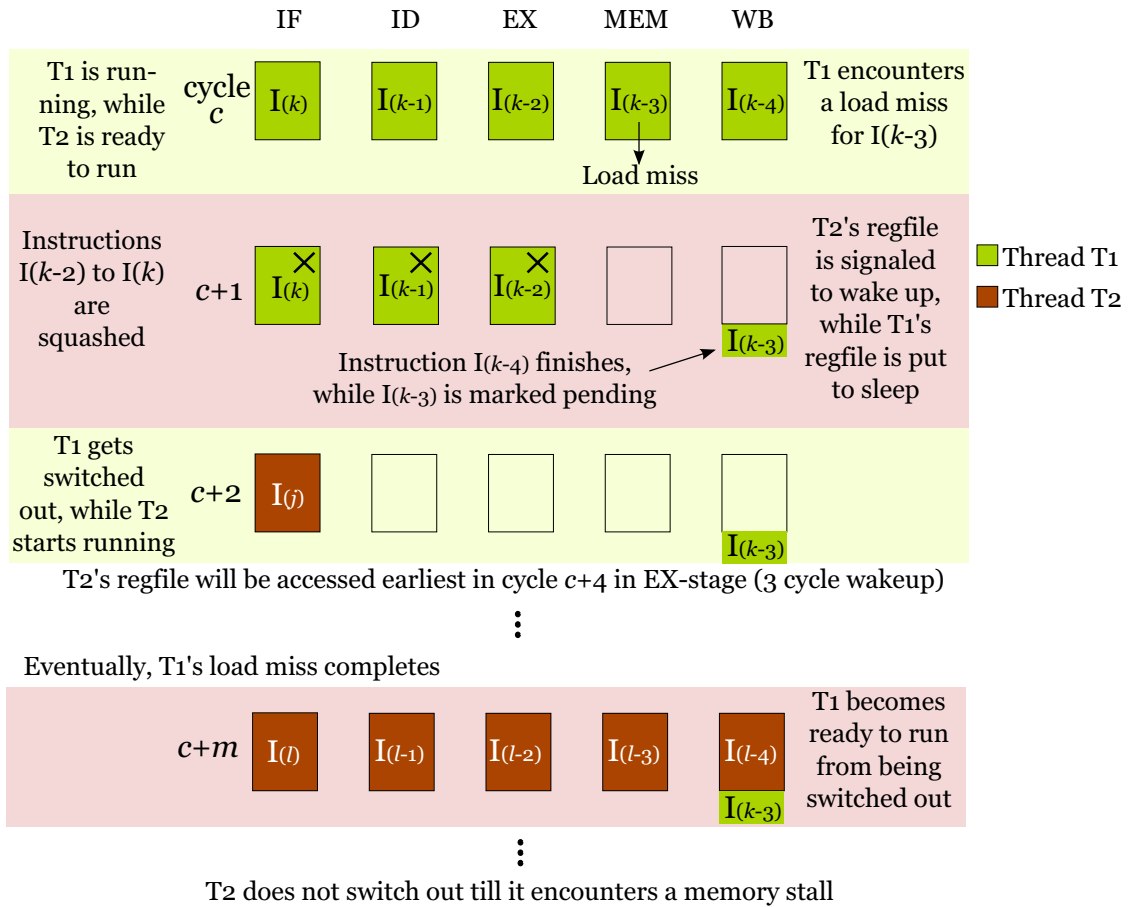 IF ID EX MEM WB
T1 is run-
ning, while
T2 is ready
to run
cycle
c
I(k) I(k-1) I(k-2) I(k-3) I(k-4)
Load miss
T1 encounters
a load miss
for I(k-3)
Instructions
I(k-2) to I(k)
are
squashed
c+1
I(k) I(k-1) I(k-2)
I(k-3)
Instruction I(k-4) finishes,
while I(k-3) is marked pending
T2's regfile
is signaled
to wake up,
while T1's
regfile is put
to sleep
Thread T1
Thread T2
T1 gets
switched
out, while T2
starts running
c+2
I(j)
I(k-3)
T2's regfile will be accessed earliest in cycle c+4 in EX-stage (3 cycle wakeup)
Eventually, T1's load miss completes
c+m
I(l) I(l-1) I(l-2) I(l-3) I(l-4)
I(k-3)
T1 becomes
ready to run
from being
switched out
T2 does not switch out till it encounters a memory stall